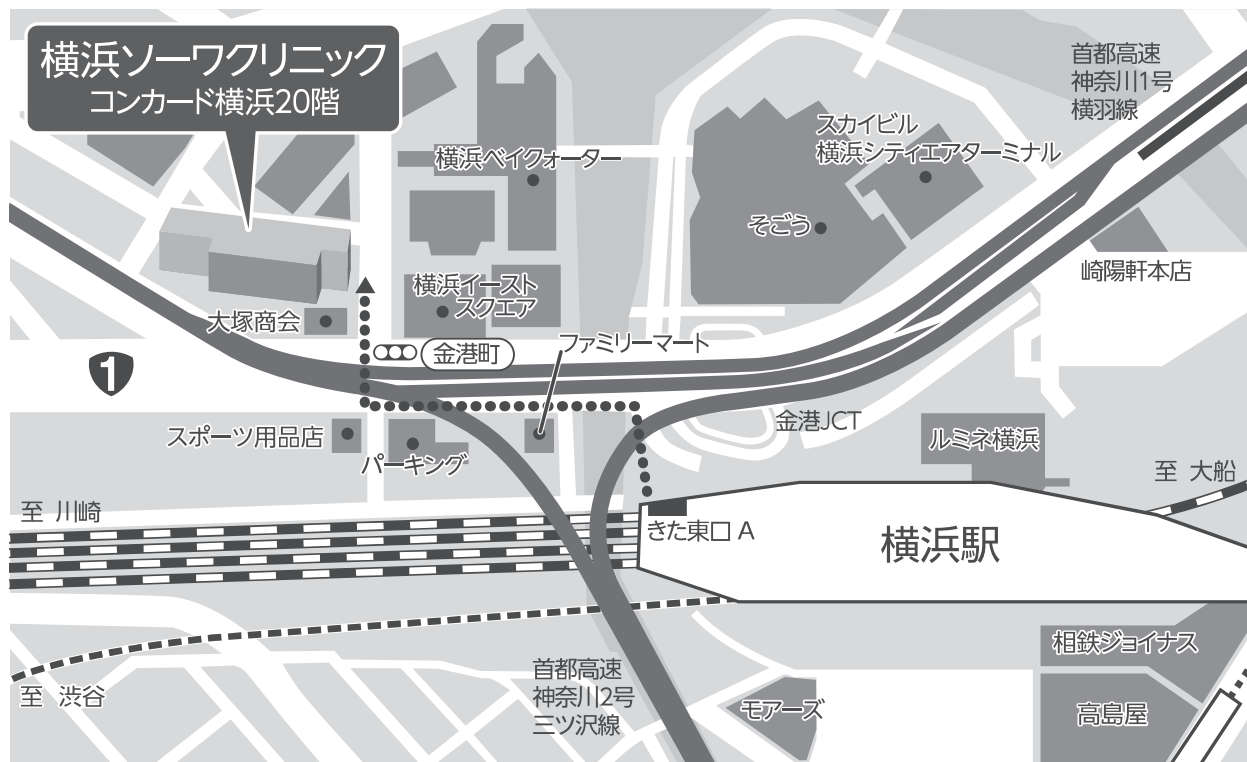 横浜ソーワクリニック
コンカード横浜20階
首都高速
神奈川1号
横羽線
スカイビル
横浜シティエアターミナル
横浜ベイクォーター
そごう
崎陽軒本店
横浜イースト
スクエア
大塚商会
ファミリーマート
金港町
1
金港JCT
スポーツ用品店
パーキング
ルミネ横浜
至 大船
至 川崎
きた東口 A
横浜駅
相鉄ジョイナス
首都高速
神奈川2号
三ツ沢線
至 渋谷
モアーズ
高島屋